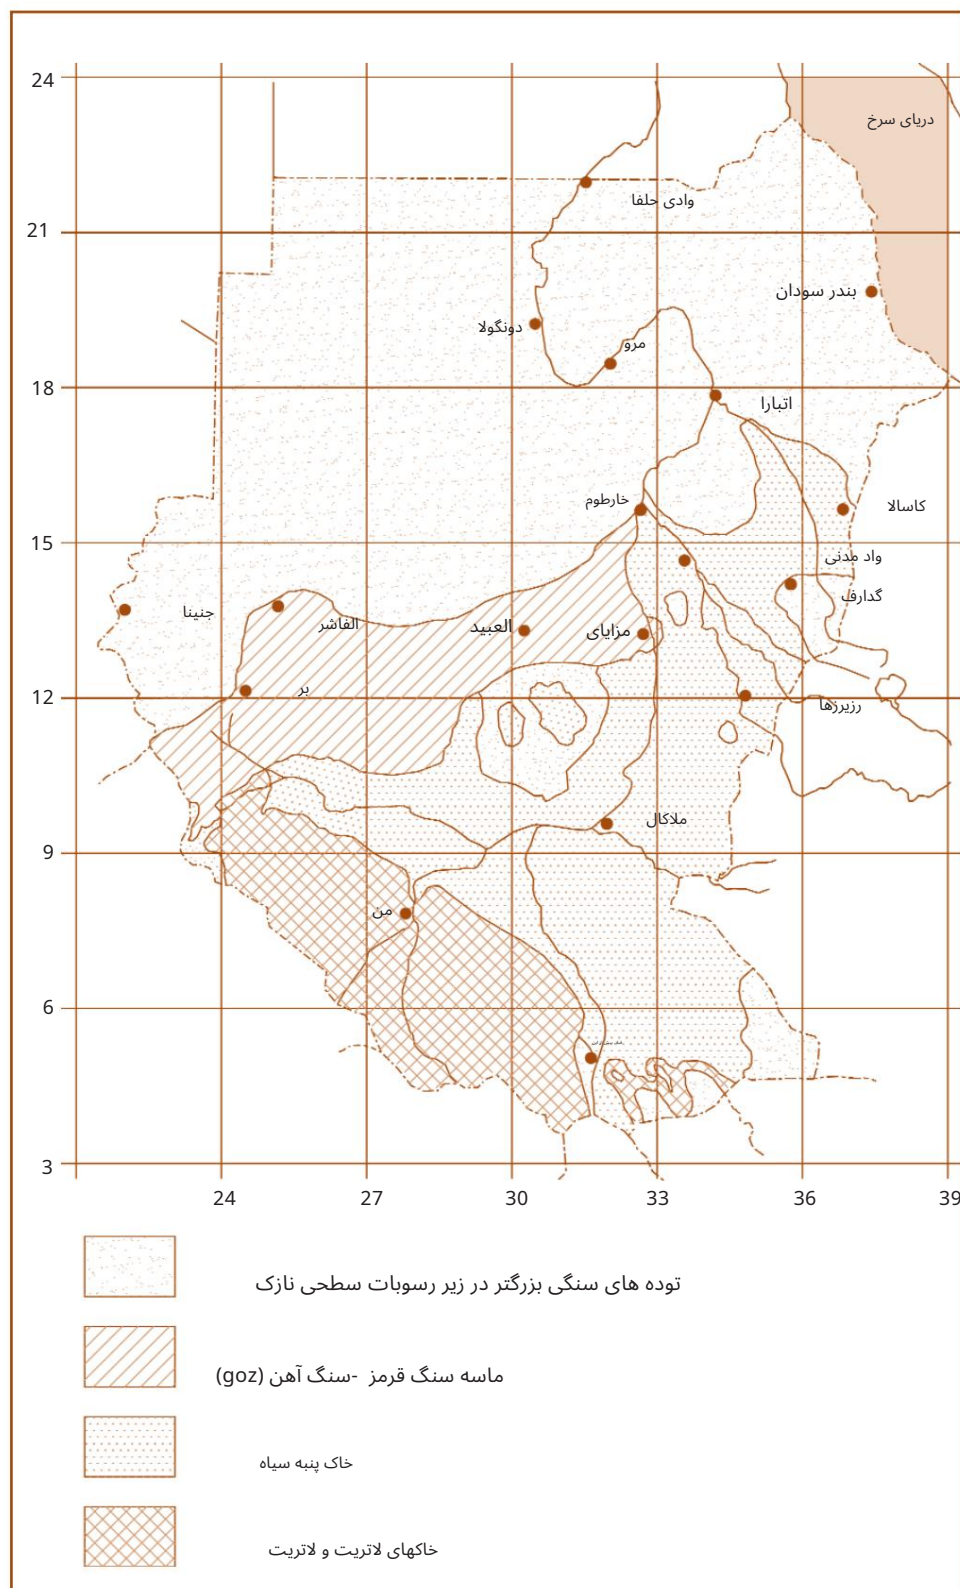 24
دریای سرخ
وادی حلفا
21
بندر سودان
دونگولا
مرو
18
اتبارا
خارطوم
کاسالا
15
واد مدنی
گدارف
جنینا
الفاشر
العبید
مزایای
بر
12
رزیرزها
ملاکال
9
من
6
3
24 27 30 33 36 39
توده های سنگی بزرگتر در زیر رسوبات سطحی نازک
ماسه سنگ قرمز -سنگ آهن (goz)
خاک پنبه سیاه
خاکهای لاتریت و لاتریت